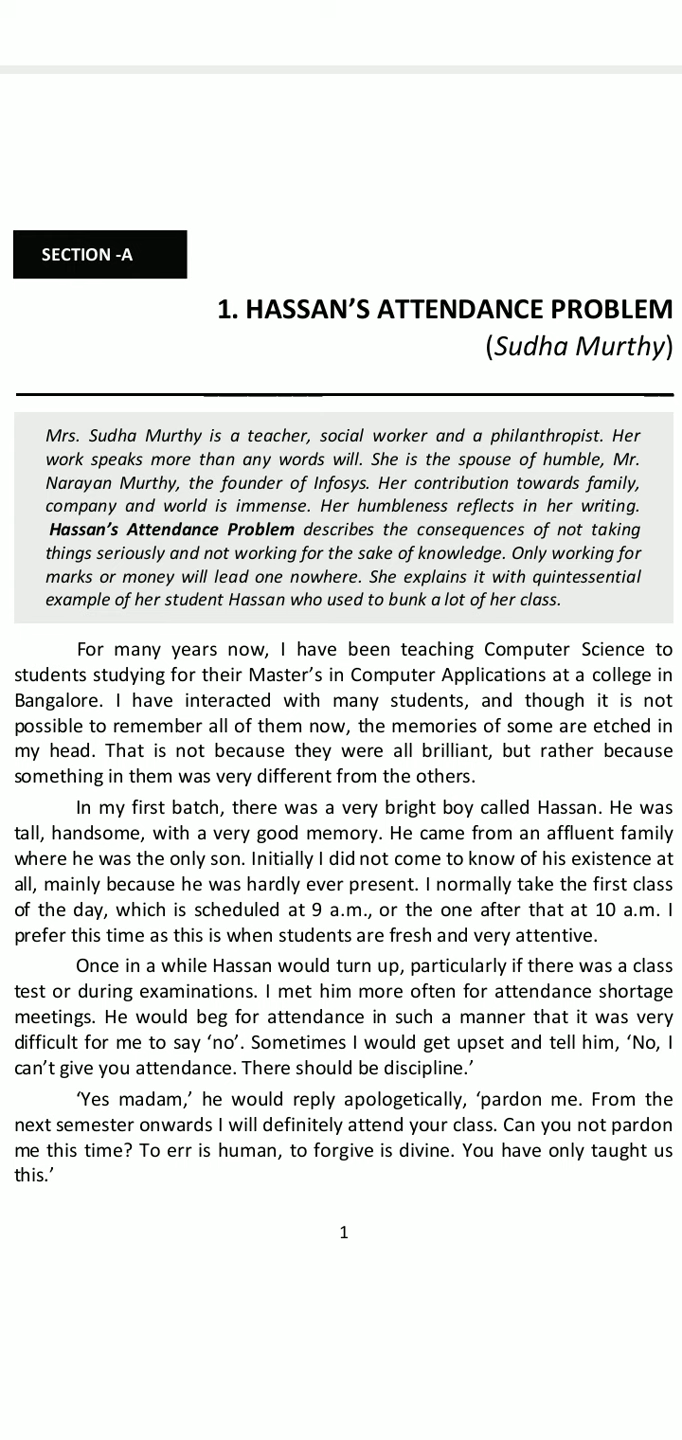 SECTION -A
1. HASSAN'S ATTENDANCE PROBLEM
(Sudha Murthy)
Mrs. Sudha Murthy is a teacher, social worker and a philanthropist. Her
work speaks more than any words will. She is the spouse of humble, Mr.
Narayan Murthy, the founder of Infosys. Her contribution towards family,
company and world is immense. Her humbleness reflects in her writing.
Hassan's Attendance Problem describes the consequences of not taking
things seriously and not working for the sake of knowledge. Only working for
marks or money will lead one nowhere. She explains it with quintessential
example of her student Hassan who used to bunk a lot of her class.
For many years now, I have been teaching Computer Science to
students studying for their Master's in Computer Applications at a college in
Bangalore. I have interacted with many students, and though it is not
possible to remember all of them now, the memories of some are etched in
my head. That is not because they were all brilliant, but rather because
something in them was very different from the others.
In my first batch, there was a very bright boy called Hassan. He was
tall, handsome, with a very good memory. He came from an affluent family
where he was the only son. Initially I did not come to know of his existence at
all, mainly because he was hardly ever present. I normally take the first class
of the day, which is scheduled at 9 a.m., or the one after that at 10 a.m. I
prefer this time as this is when students are fresh and very attentive.
Once in a while Hassan would turn up, particularly if there was a class
test or during examinations. I met him more often for attendance shortage
meetings. He would beg for attendance in such a manner that it was very
difficult for me to say 'no'. Sometimes I would get upset and tell him, 'No, I
can't give you attendance. There should be discipline.'
'Yes madam,' he would reply apologetically, 'pardon me. From the
next semester onwards I will definitely attend your class. Can you not pardon
me this time? To err is human, to forgive is divine. You have only taught us
this.'
1